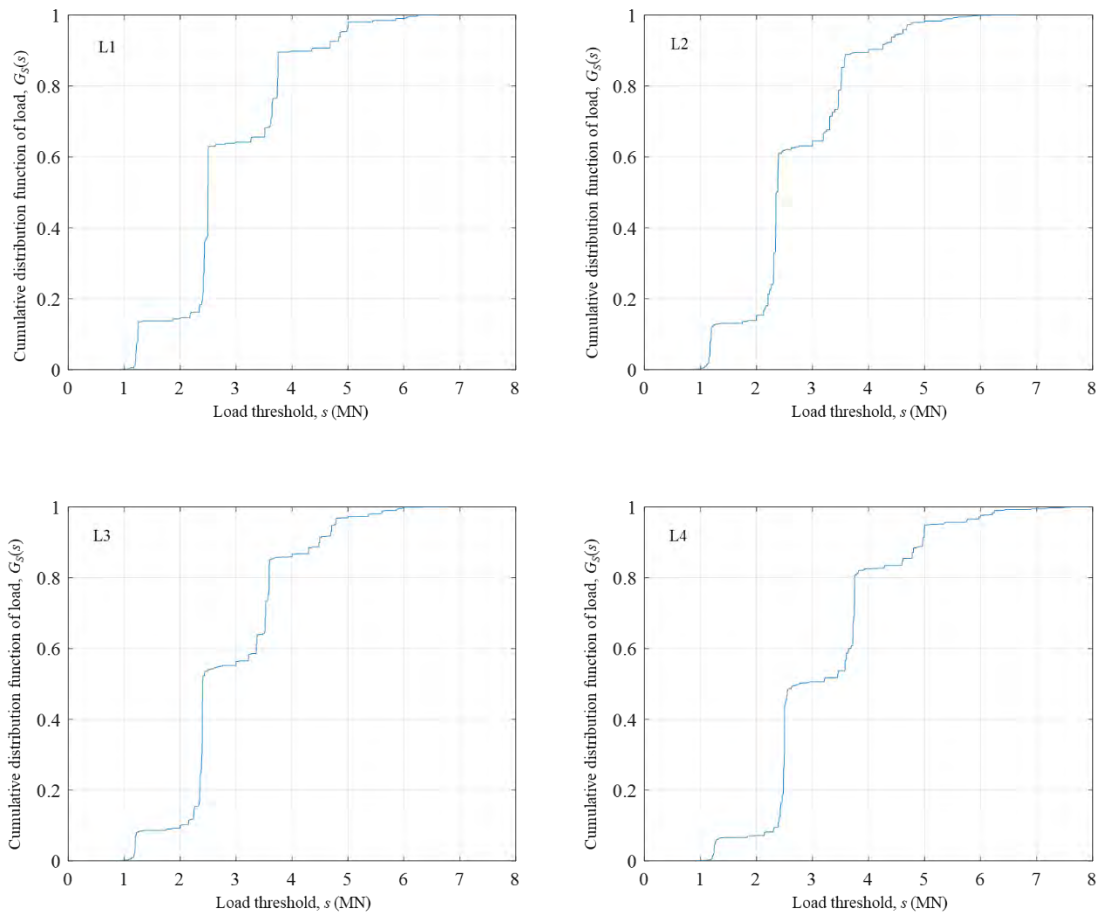 1
0.8
0.6
0.4
0.2
0
Cumulative distribution function of load, G_S(s)
L1
0 1 2 3 4 5 6 7 8
Load threshold, s (MN)
1
0.8
0.6
0.4
0.2
0
Cumulative distribution function of load, G_S(s)
L2
0 1 2 3 4 5 6 7 8
Load threshold, s (MN)
1
0.8
0.6
0.4
0.2
0
Cumulative distribution function of load, G_S(s)
L3
0 1 2 3 4 5 6 7 8
Load threshold, s (MN)
1
0.8
0.6
0.4
0.2
0
Cumulative distribution function of load, G_S(s)
L4
0 1 2 3 4 5 6 7 8
Load threshold, s (MN)